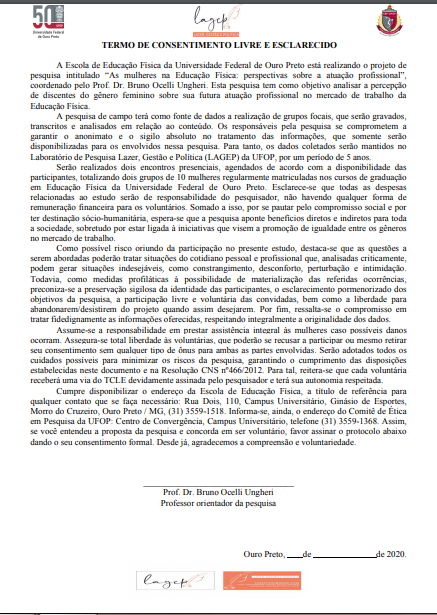 50
Universidade Federal
de Ouro Preto
lagep
TERMO DE CONSENTIMENTO LIVRE E ESCLARECIDO
A Escola de Educação Física da Universidade Federal de Ouro Preto está realizando o projeto de
pesquisa intitulado “As mulheres na Educação Física: perspectivas sobre a atuação profissional”,
coordenado pelo Prof. Dr. Bruno Ocelli Ungheri. Esta pesquisa tem como objetivo analisar a percepção
de discentes do gênero feminino sobre sua futura atuação profissional no mercado de trabalho da
Educação Física.
A pesquisa de campo terá como fonte de dados a realização de grupos focais, que serão gravados,
transcritos e analisados em relação ao conteúdo. Os responsáveis pela pesquisa se comprometem a
garantir o anonimato e o sigilo absoluto no tratamento das informações, que somente serão
disponibilizadas para os envolvidos nessa pesquisa. Para tanto, os dados coletados serão mantidos no
Laboratório de Pesquisa Lazer, Gestão e Política (LAGEP) da UFOP, por um período de 5 anos.
Serão realizados dois encontros presenciais, agendados de acordo com a disponibilidade das
participantes, totalizando dois grupos de 10 mulheres regularmente matriculadas nos cursos de graduação
em Educação Física da Universidade Federal de Ouro Preto. Esclarece-se que todas as despesas
relacionadas ao estudo serão de responsabilidade do pesquisador, não havendo qualquer forma de
remuneração financeira para os voluntários. Somado a isso, por se pautar pelo compromisso social e por
ter destinação sócio-humanitária, espera-se que a pesquisa aponte benefícios diretos e indiretos para toda
a sociedade, sobretudo por estar ligada à iniciativas que visem a promoção de igualdade entre os gêneros
no mercado de trabalho.
Como possível risco oriundo da participação no presente estudo, destaca-se que as questões a
serem abordadas poderão tratar situações do cotidiano pessoal e profissional que, analisadas criticamente,
podem gerar situações indesejáveis, como constrangimento, desconforto, perturbação e intimidação.
Todavia, como medidas profiláticas à possibilidade de materialização das referidas ocorrências,
preconiza-se a preservação sigilosa da identidade das participantes, o esclarecimento pormenorizado dos
objetivos da pesquisa, a participação livre e voluntária das convidadas, bem como a liberdade para
abandonarem/desistirem do projeto quando assim desejarem. Por fim, ressalta-se o compromisso em
tratar fidedignamente as informações oferecidas, respeitando integralmente a originalidade dos dados.
Assume-se a responsabilidade em prestar assistência integral às mulheres caso possíveis danos
ocorram. Assegura-se total liberdade às voluntárias, que poderão se recusar a participar ou mesmo retirar
seu consentimento sem qualquer tipo de ônus para ambas as partes envolvidas. Serão adotados todos os
cuidados possíveis para minimizar os riscos da pesquisa, garantindo o cumprimento das disposições
estabelecidas neste documento e na Resolução CNS nº466/2012. Para tal, reitera-se que cada voluntária
receberá uma via do TCLE devidamente assinada pelo pesquisador e terá sua autonomia respeitada.
Cumpre disponibilizar o endereço da Escola de Educação Física, a título de referência para
qualquer contato que se faça necessário: Rua Dois, 110, Campus Universitário, Ginásio de Esportes,
Morro do Cruzeiro, Ouro Preto / MG, (31) 3559-1518. Informa-se, ainda, o endereço do Comitê de Ética
em Pesquisa da UFOP: Centro de Convergência, Campus Universitário, telefone (31) 3559-1368. Assim,
se você entendeu a proposta da pesquisa e concorda em ser voluntário, favor assinar o protocolo abaixo
dando o seu consentimento formal. Desde já, agradecemos a compreensão e voluntariedade.
Prof. Dr. Bruno Ocelli Ungheri
Professor orientador da pesquisa
Ouro Preto, ___de ____________de 2020.
lagep